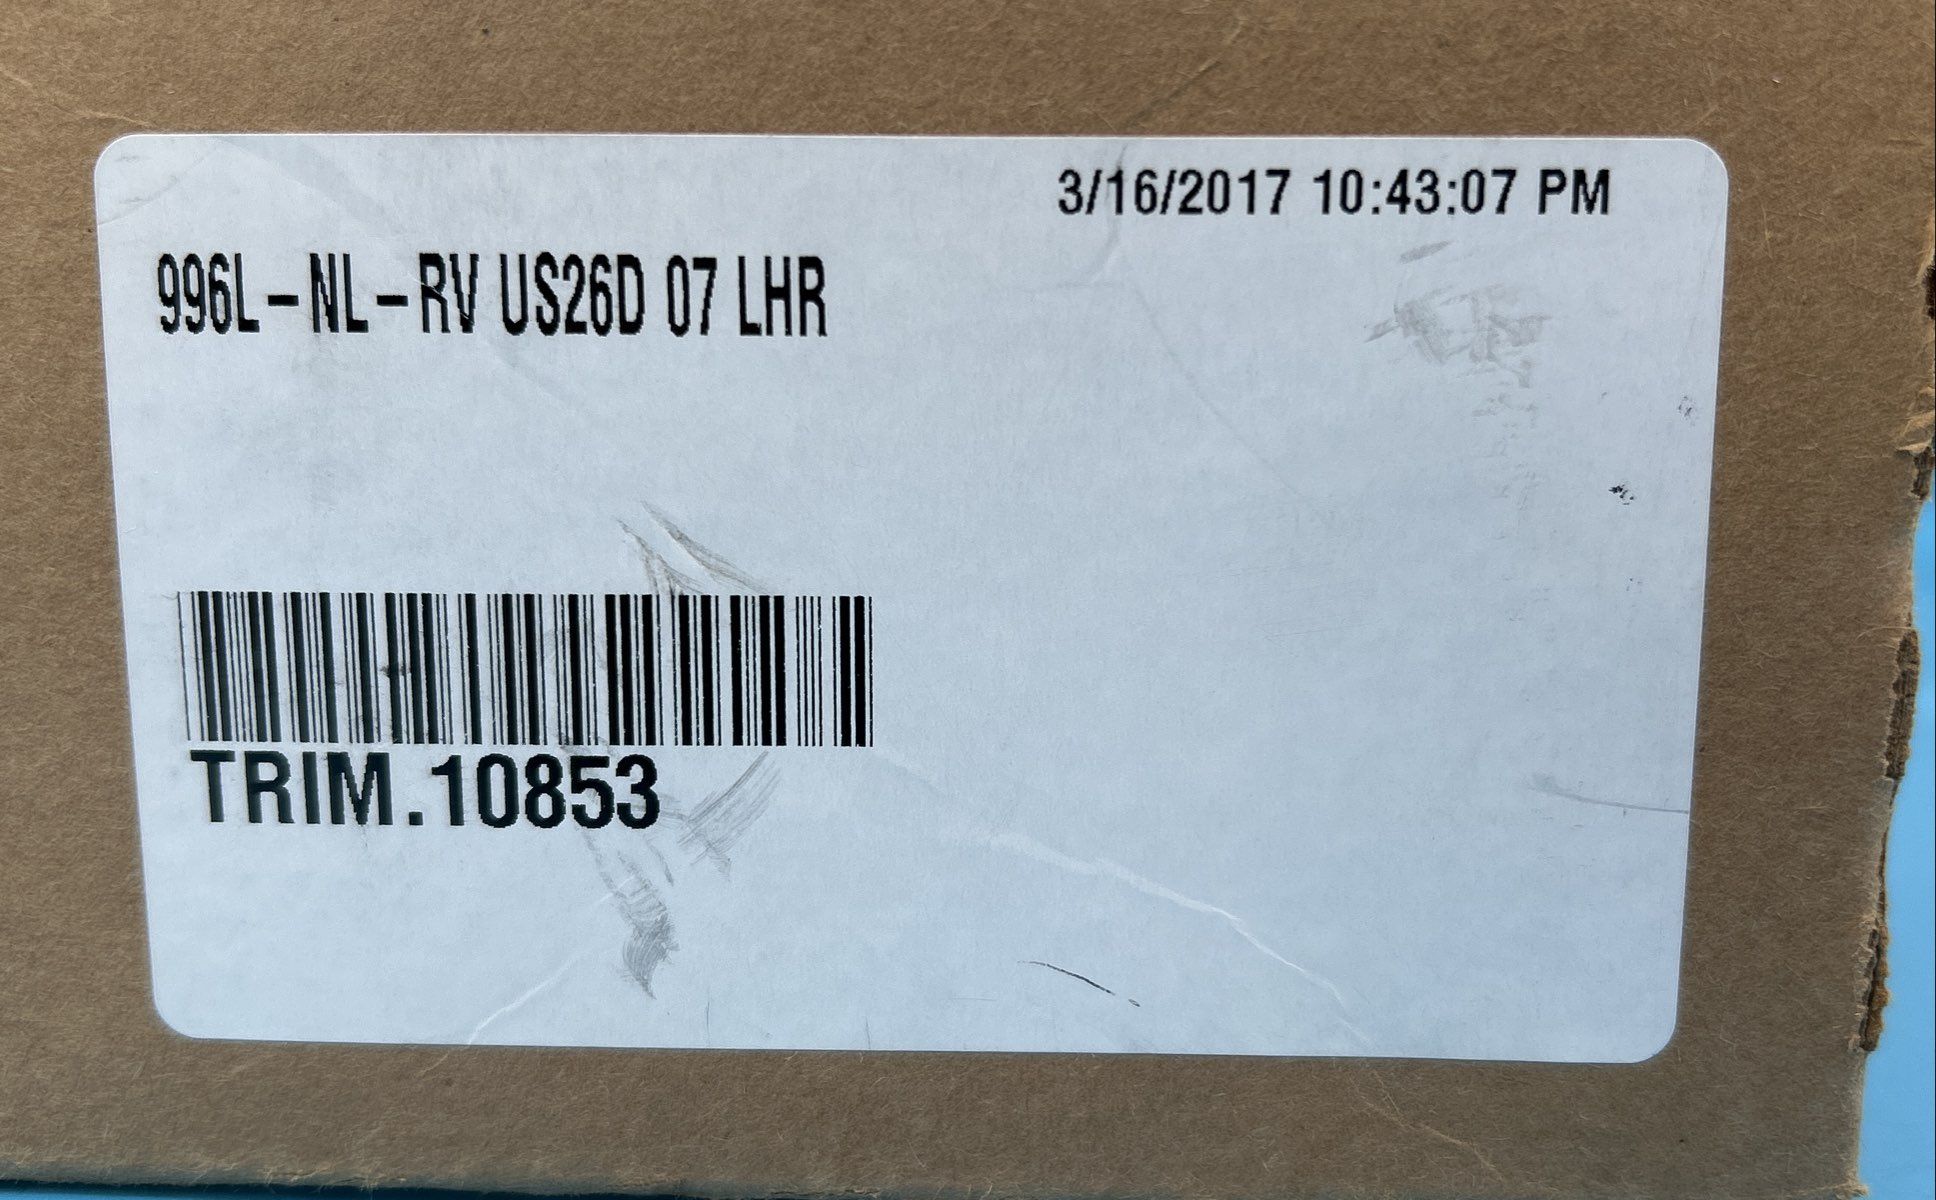 3/16/2017 10:43:07 PM
996L-NL-RV US26D 07 LHR
TRIM.10853